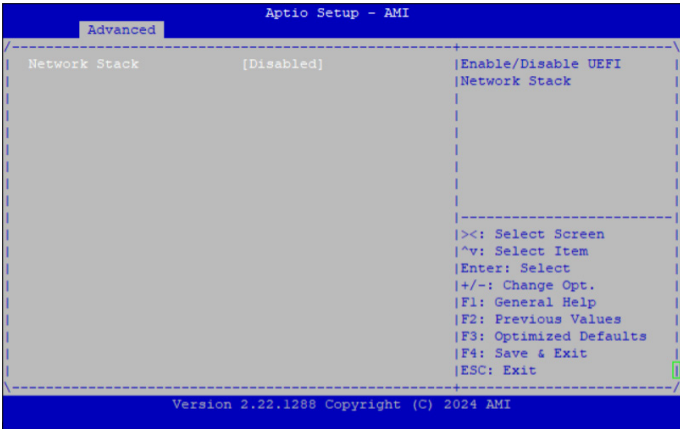 Aptio Setup - AMI
Advanced
Network Stack [Disabled]
Enable/Disable UEFI
Network Stack
><: Select Screen
^v: Select Item
Enter: Select
+/-: Change Opt.
F1: General Help
F2: Previous Values
F3: Optimized Defaults
F4: Save & Exit
ESC: Exit
Version 2.22.1288 Copyright (C) 2024 AMI